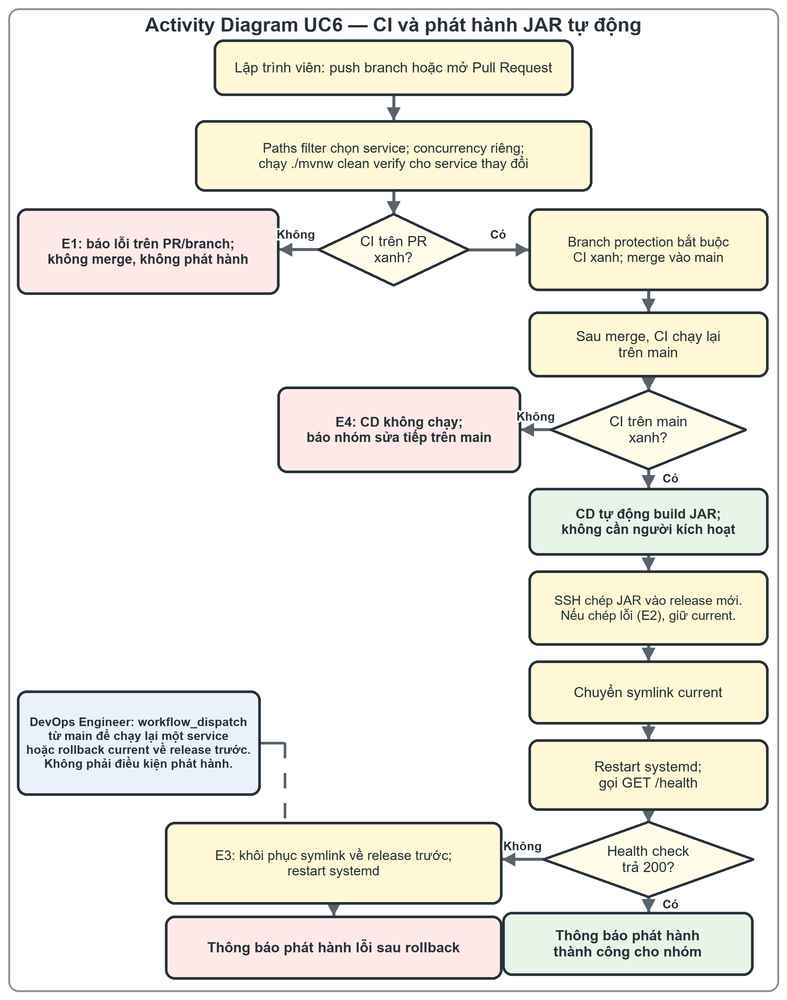 Activity Diagram UC6 — CI và phát hành JAR tự động
Lập trình viên: push branch hoặc mở Pull Request
Paths filter chọn service; concurrency riêng;
chạy ./mvnw clean verify cho service thay đổi
CI trên PR
xanh?
Không
E1: báo lỗi trên PR/branch;
không merge, không phát hành
Có
Branch protection bắt buộc
CI xanh; merge vào main
Sau merge, CI chạy lại
trên main
CI trên main
xanh?
Không
E4: CD không chạy;
báo nhóm sửa tiếp trên main
Có
CD tự động build JAR;
không cần người kích hoạt
SSH chép JAR vào release mới.
Nếu chép lỗi (E2), giữ current.
Chuyển symlink current
DevOps Engineer: workflow_dispatch
từ main để chạy lại một service
hoặc rollback current về release trước.
Không phải điều kiện phát hành.
Restart systemd;
gọi GET /health
Health check
trả 200?
Không
E3: khôi phục symlink về release trước;
restart systemd
Có
Thông báo phát hành lỗi sau rollback
Thông báo phát hành
thành công cho nhóm